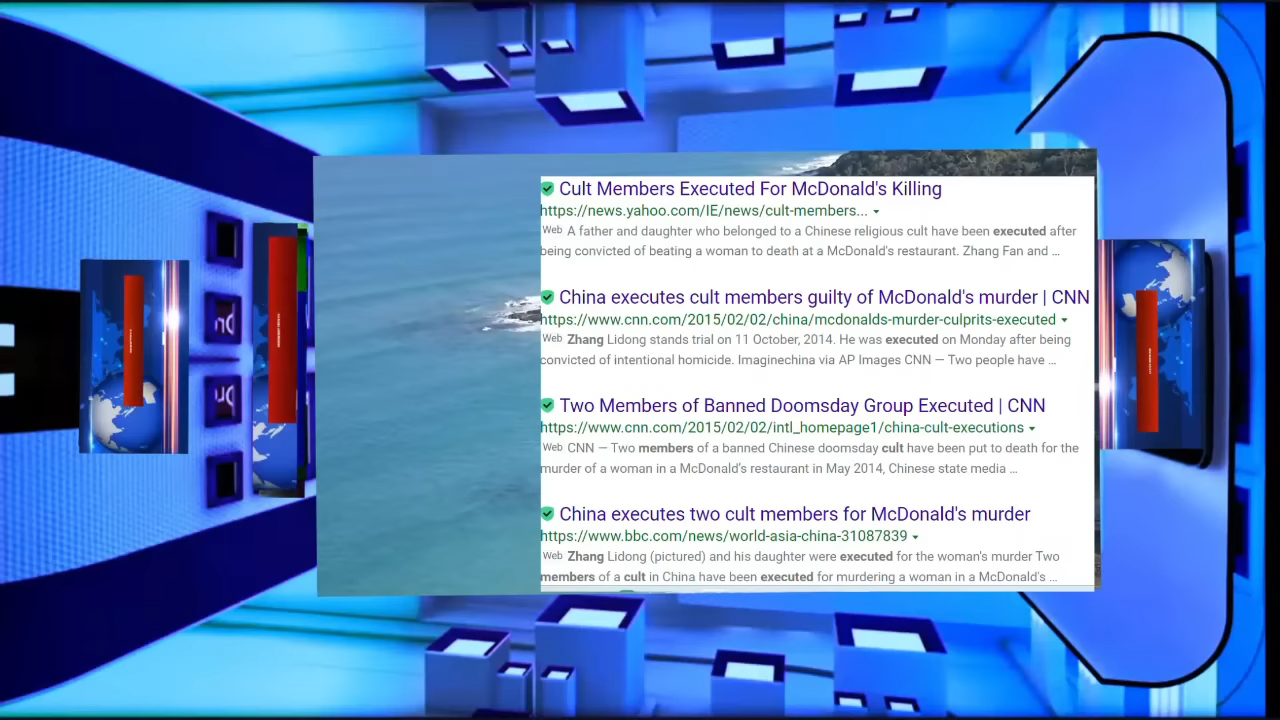 Cult Members Executed For McDonald's Killing
https://news.yahoo.com/IE/news/cult-members...
Web A father and daughter who belonged to a Chinese religious cult have been executed after
being convicted of beating a woman to death at a McDonald's restaurant. Zhang Fan and ...
China executes cult members guilty of McDonald's murder | CNN
https://www.cnn.com/2015/02/02/china/mcdonalds-murder-culprits-executed
Web Zhang Lidong stands trial on 11 October, 2014. He was executed on Monday after being
convicted of intentional homicide. Imaginechina via AP Images CNN — Two people have ...
Two Members of Banned Doomsday Group Executed | CNN
https://www.cnn.com/2015/02/02/intl_homepage1/china-cult-executions
Web CNN — Two members of a banned Chinese doomsday cult have been put to death for the
murder of a woman in a McDonald's restaurant in May 2014, Chinese state media ...
China executes two cult members for McDonald's murder
https://www.bbc.com/news/world-asia-china-31087839
Web Zhang Lidong (pictured) and his daughter were executed for the woman's murder Two
members of a cult in China have been executed for murdering a woman in a McDonald's ...